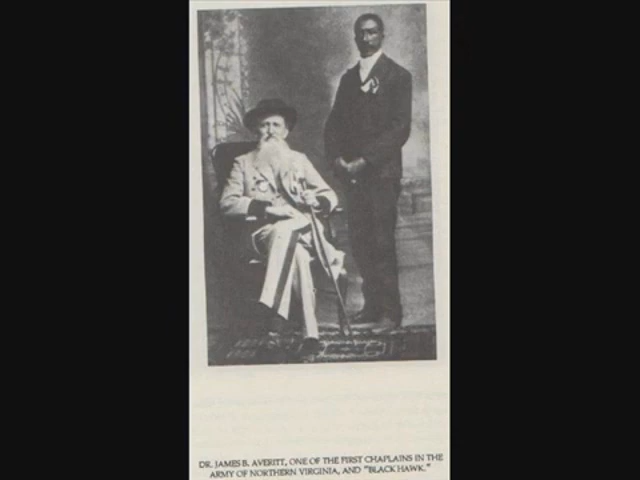 DR. JAMES B. AVERITT, ONE OF THE FIRST CHAPLAINS IN THE
ARMY OF NORTHERN VIRGINIA, AND "BLACK HAWK."